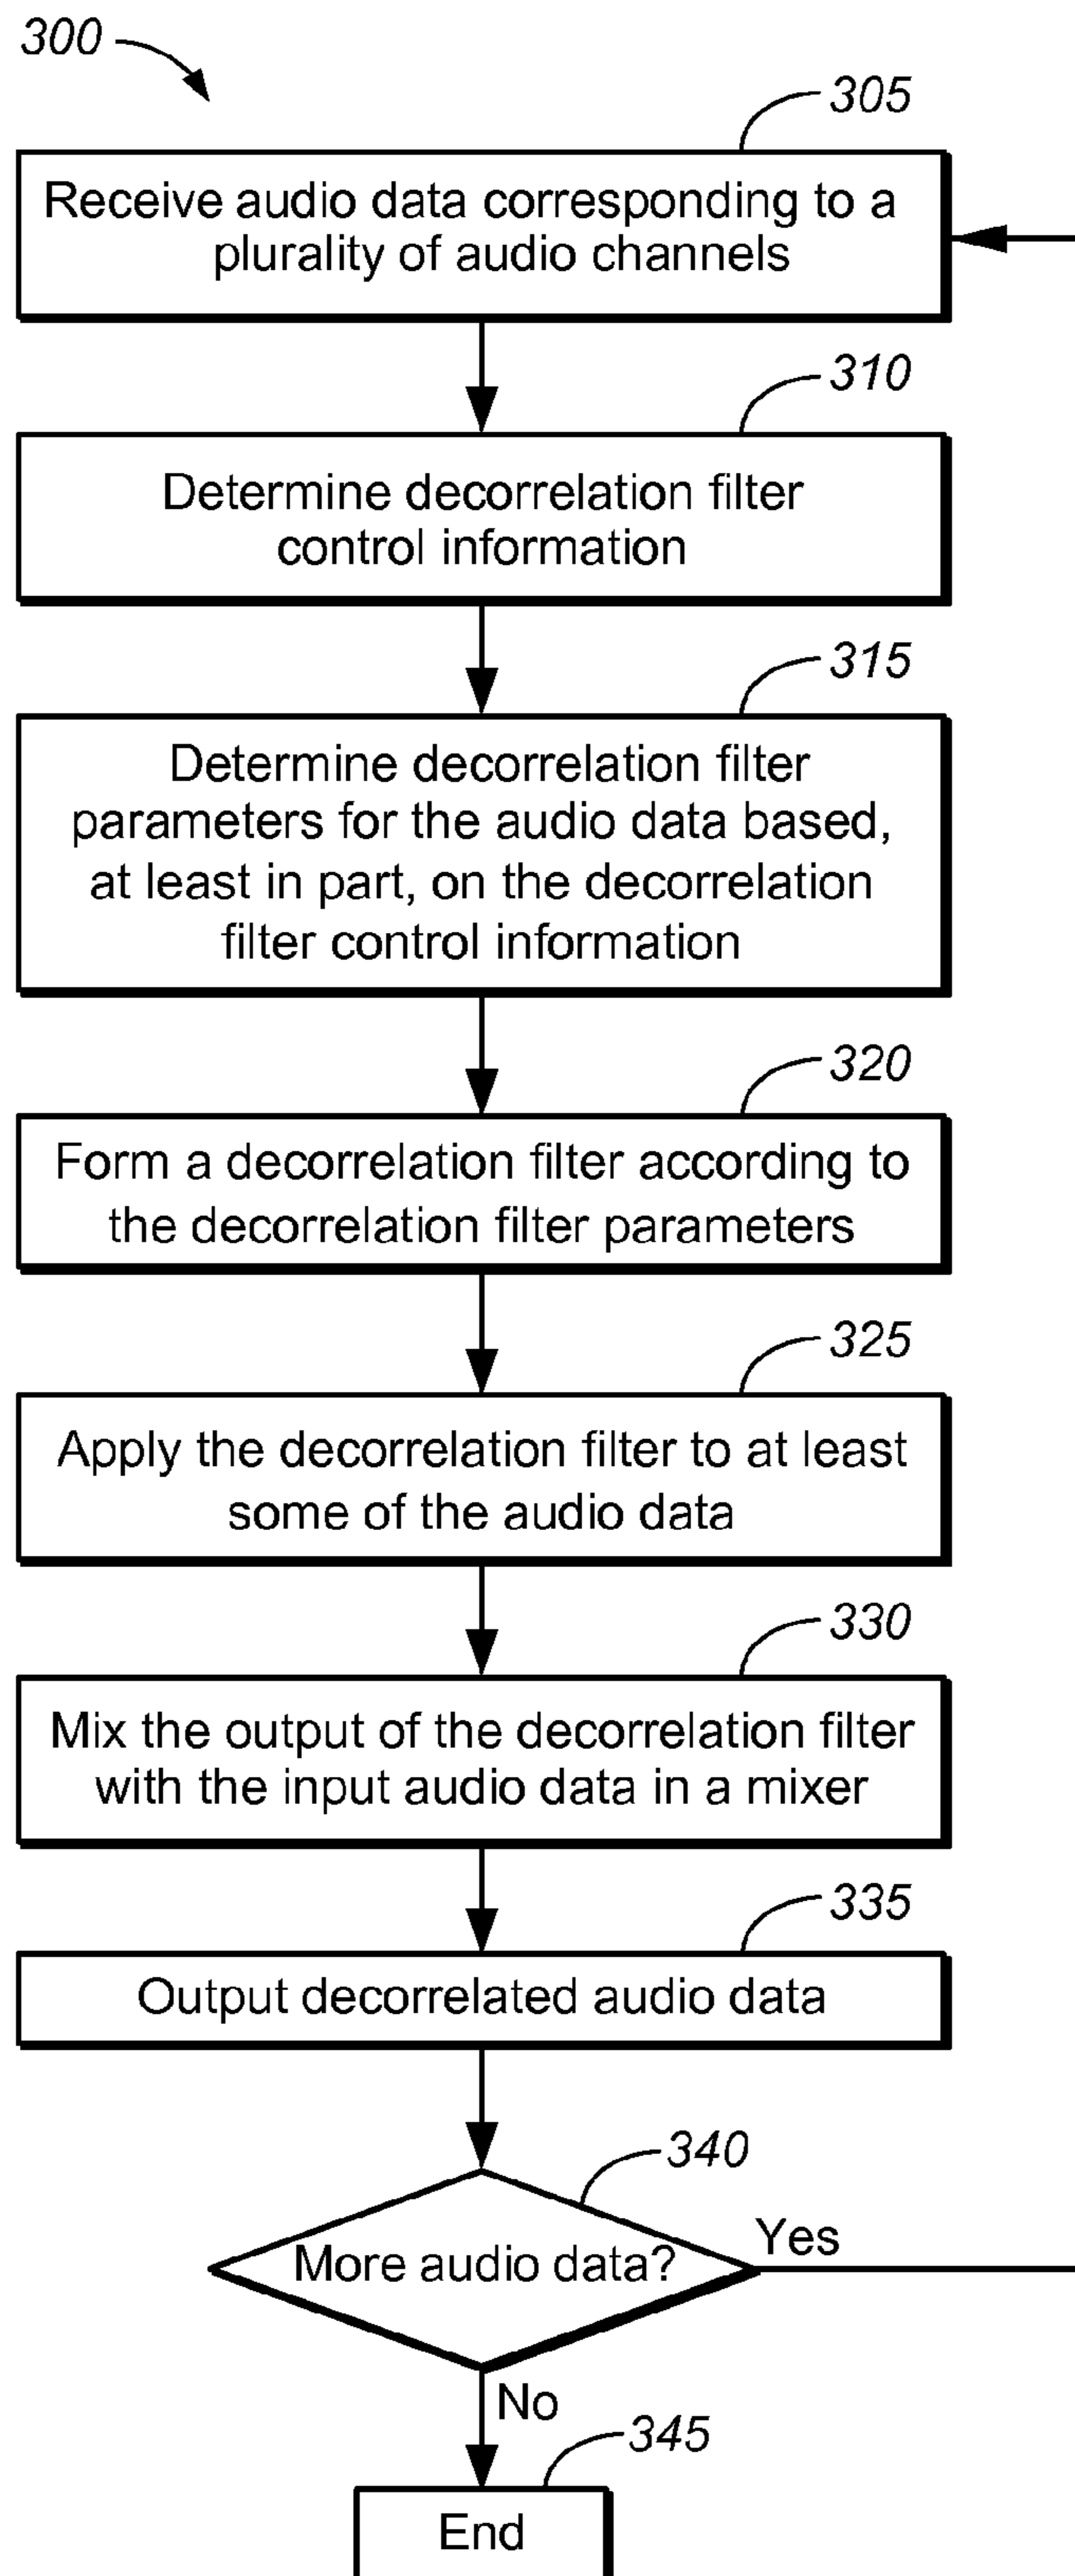 300
305
Receive audio data corresponding to a
plurality of audio channels
310
Determine decorrelation filter
control information
315
Determine decorrelation filter
parameters for the audio data based,
at least in part, on the decorrelation
filter control information
320
Form a decorrelation filter according to
the decorrelation filter parameters
325
Apply the decorrelation filter to at least
some of the audio data
330
Mix the output of the decorrelation filter
with the input audio data in a mixer
335
Output decorrelated audio data
340
More audio data?
Yes
No
345
End